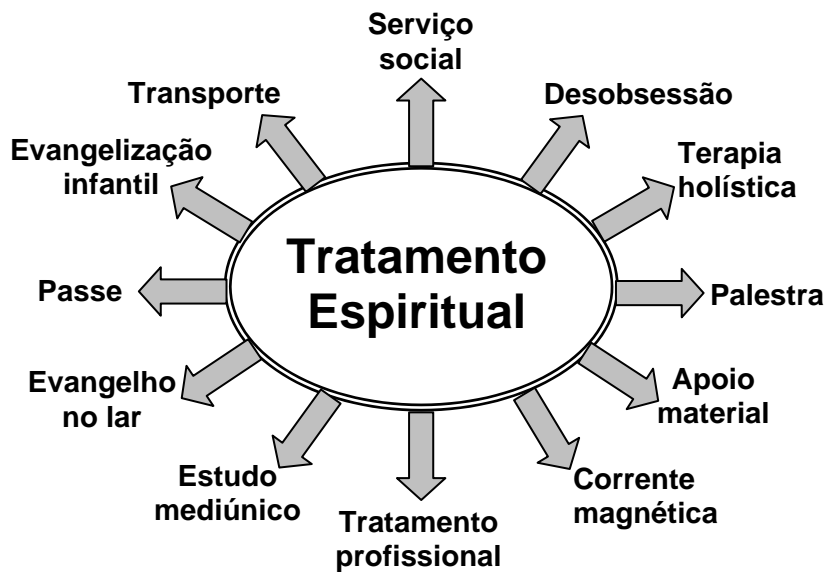 Serviço
social
Transporte
Desobsessão
Evangelização
infantil
Terapia
holística
Tratamento
Espiritual
Passe
Palestra
Evangelho
no lar
Apoio
material
Estudo
mediúnico
Corrente
magnética
Tratamento
profissional